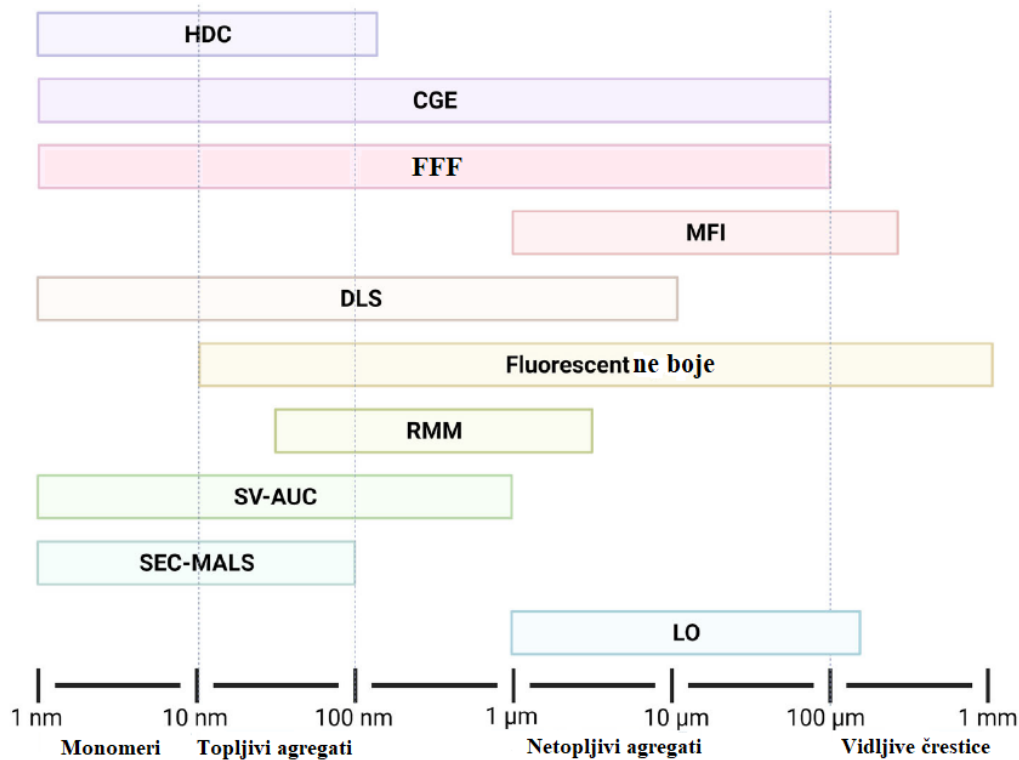 HDC
CGE
FFF
MFI
DLS
Fluorescentne boje
RMM
SV-AUC
SEC-MALS
LO
1 nm 10 nm 100 nm 1 µm 10 µm 100 µm 1 mm
Monomeri Topljivi agregati Netopljivi agregati Vidljive črestice